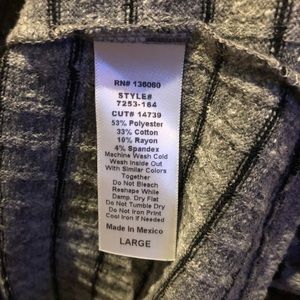 RN# 136060
STYLE#
7253-164
CUT# 14739
53% Polyester
33% Cotton
10% Rayon
4% Spandex
Machine Wash Cold
Wash Inside Out
With Similar Colors
Together
Do Not Bleach
Reshape While
Damp. Dry Flat
Do Not Tumble Dry
Do Not Iron Print
Cool Iron If Needed
Made In Mexico
LARGE